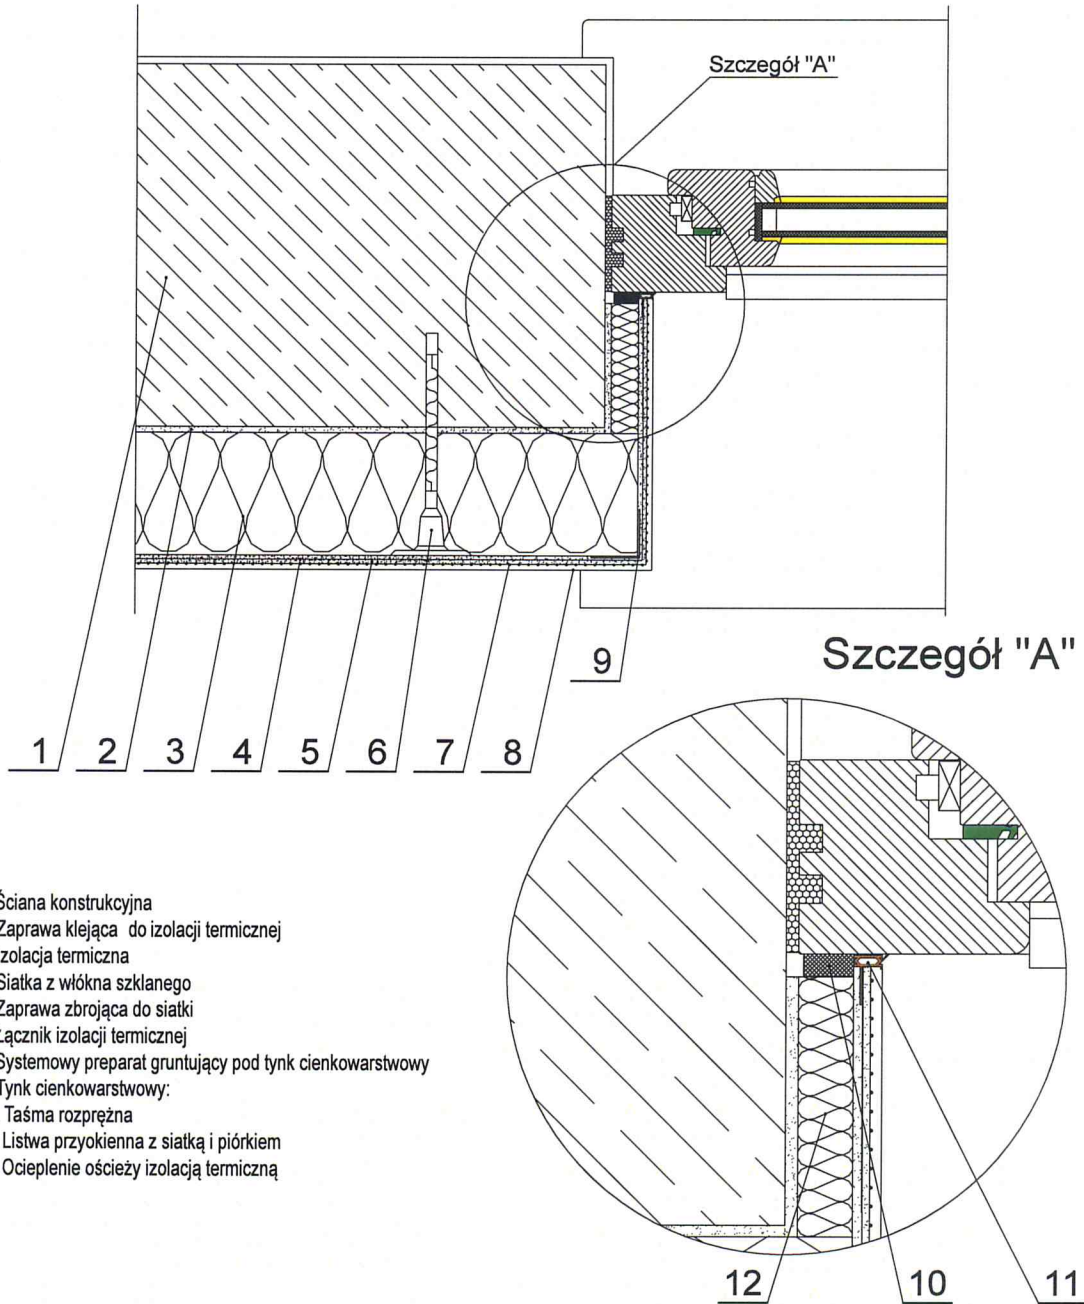 Szczegół "A"
9
Szczegół "A"
1 2 3 4 5 6 7 8
Ściana konstrukcyjna
Zaprawa klejąca do izolacji termicznej
zolacja termiczna
Siatka z włókna szklanego
Zaprawa zbrojąca do siatki
Łącznik izolacji termicznej
Systemowy preparat gruntujący pod tynk cienkowarstwowy
Tynk cienkowarstwowy:
Taśma rozprężna
Listwa przyokienna z siatką i piórkiem
Ocieplenie ościeży izolacją termiczną
12 10 11